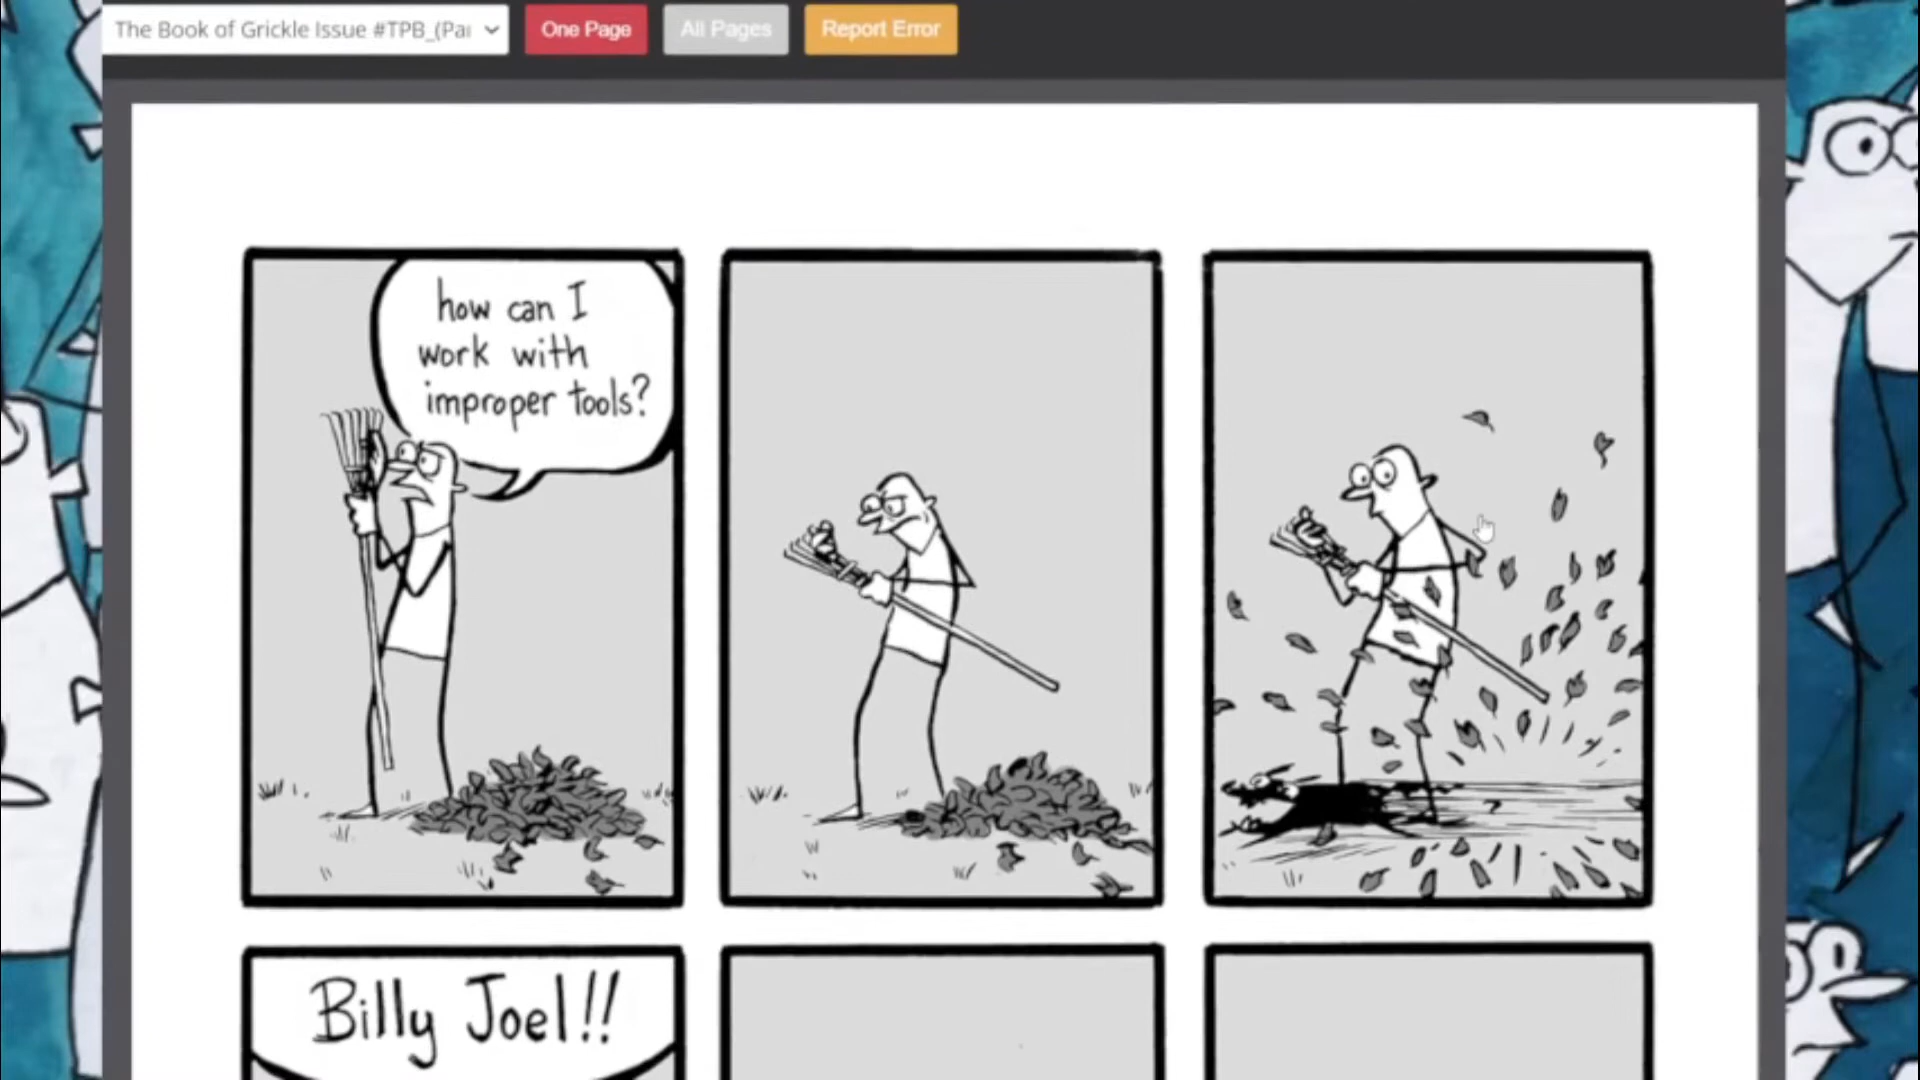 The Book of Grickle Issue #TPB_(Pa
One Page
All Pages
Report Error
how can I
work with
improper tools?
Billy Joel!!